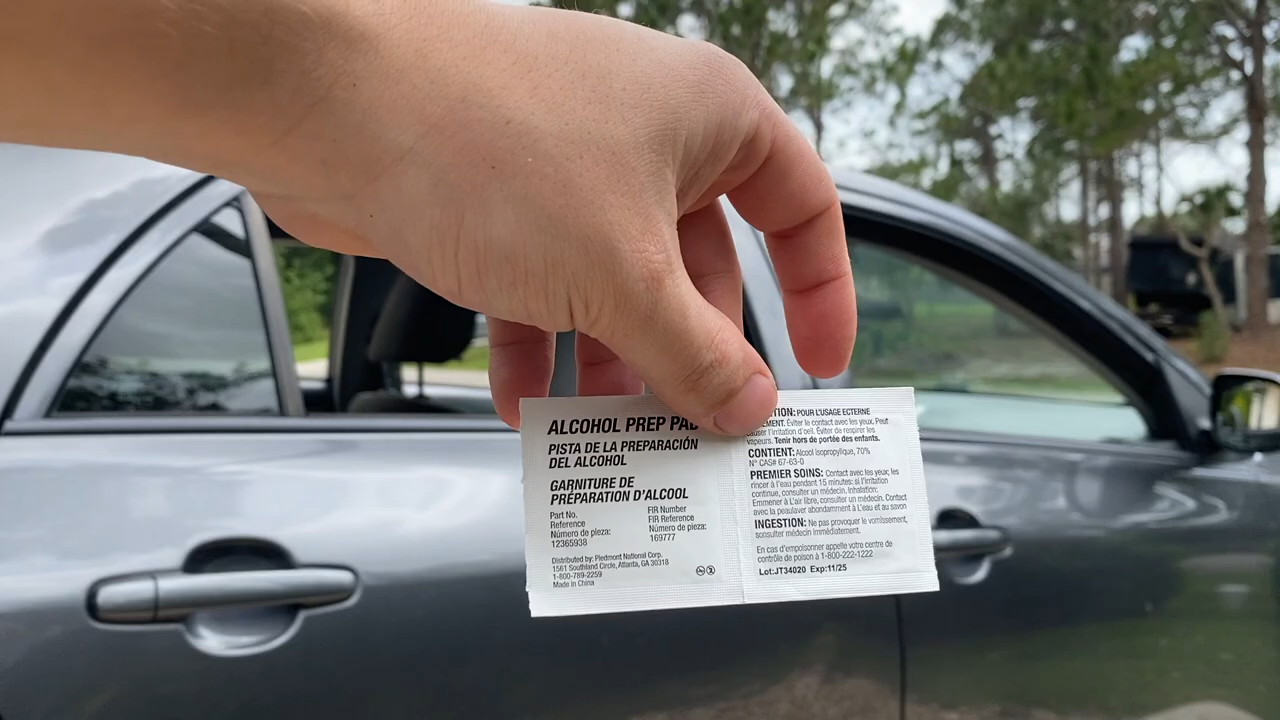 ALCOHOL PREP PAD
PISTA DE LA PREPARACIÓN
DEL ALCOHOL
GARNITURE DE
PRÉPARATION D'ALCOOL
Part No.
Reference
Número de pieza:
12365938
FIR Number
FIR Reference
Número de pieza:
169777
Distributed by: Piedmont National Corp.
1561 Southland Circle, Atlanta, GA 30318
1-800-789-2259
Made in China
POUR L'USAGE ECTERNE
Éviter le contact avec les yeux. Peut
causer l'irritation d'oeil. Éviter de respirer les
vapeurs. Tenir hors de portée des enfants.
CONTIENT: Alcool Isopropylique, 70%
N° CAS# 67-63-0
PREMIER SOINS: Contact avec les yeux; les
rincer à l'eau pendant 15 minutes: si l'irritation
continue, consulter un médecin. Inhalation:
Emmener à L'air libre, consulter un médecin. Contact
avec la peaulaver abondamment à L'eau et au savon
INGESTION: Ne pas provoquer le vomissement,
sonsulter médecin immédiatement.
En cas d'empoisonner appelle votre centre de
contrôle de poison à 1-800-222-1222
Lot:JT34020 Exp:11/25